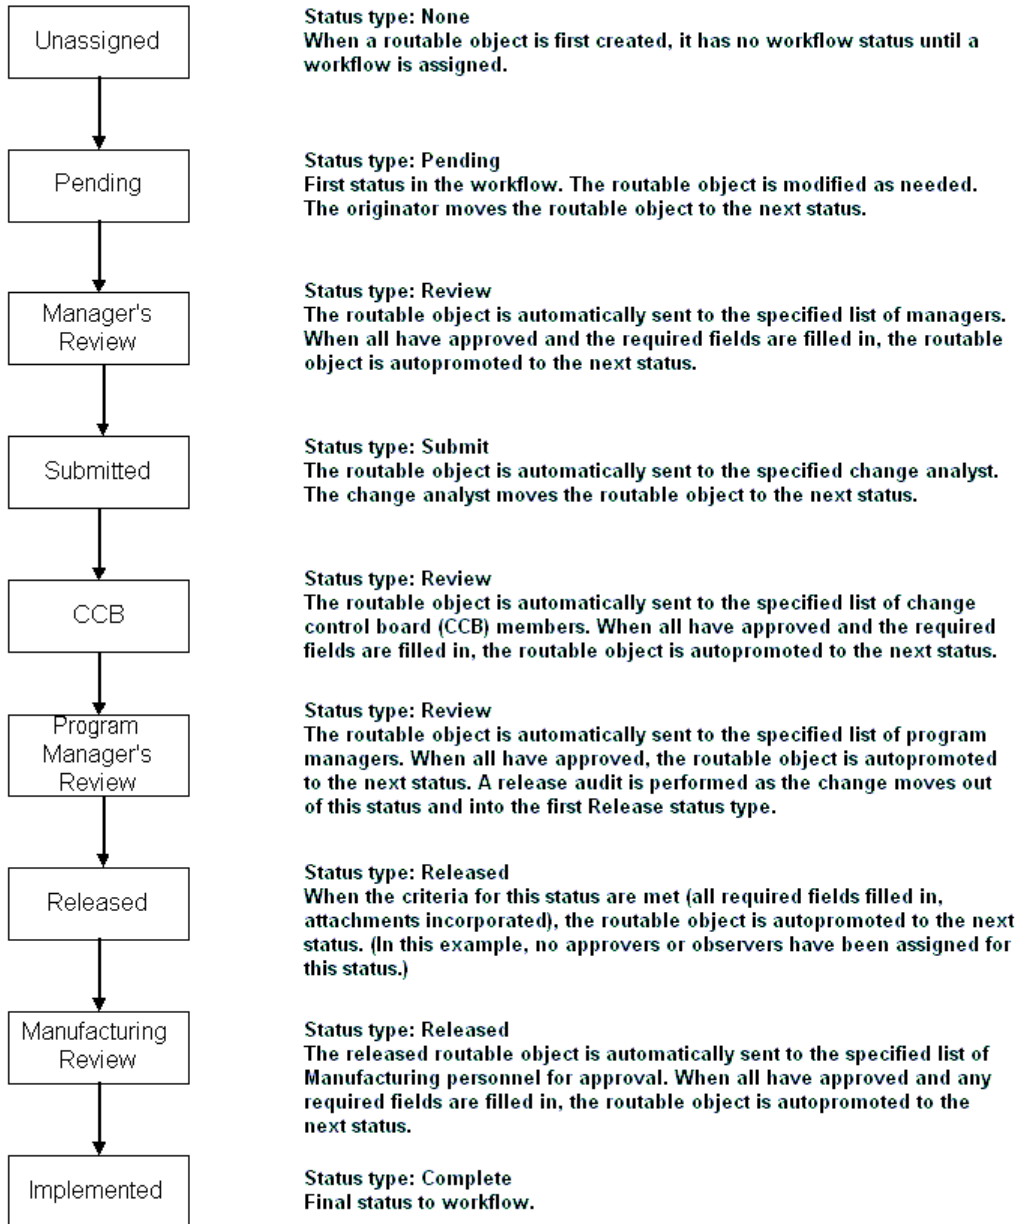 Unassigned
Status type: None
When a routable object is first created, it has no workflow status until a
workflow is assigned.
Pending
Status type: Pending
First status in the workflow. The routable object is modified as needed.
The originator moves the routable object to the next status.
Manager's
Review
Status type: Review
The routable object is automatically sent to the specified list of managers.
When all have approved and the required fields are filled in, the routable
object is autopromoted to the next status.
Submitted
Status type: Submit
The routable object is automatically sent to the specified change analyst.
The change analyst moves the routable object to the next status.
CCB
Status type: Review
The routable object is automatically sent to the specified list of change
control board (CCB) members. When all have approved and the required
fields are filled in, the routable object is autopromoted to the next status.
Program
Manager's
Review
Status type: Review
The routable object is automatically sent to the specified list of program
managers. When all have approved, the routable object is autopromoted
to the next status. A release audit is performed as the change moves out
of this status and into the first Release status type.
Released
Status type: Released
When the criteria for this status are met (all required fields filled in,
attachments incorporated), the routable object is autopromoted to the next
status. (In this example, no approvers or observers have been assigned for
this status.)
Manufacturing
Review
Status type: Released
The released routable object is automatically sent to the specified list of
Manufacturing personnel for approval. When all have approved and any
required fields are filled in, the routable object is autopromoted to the
next status.
Implemented
Status type: Complete
Final status to workflow.